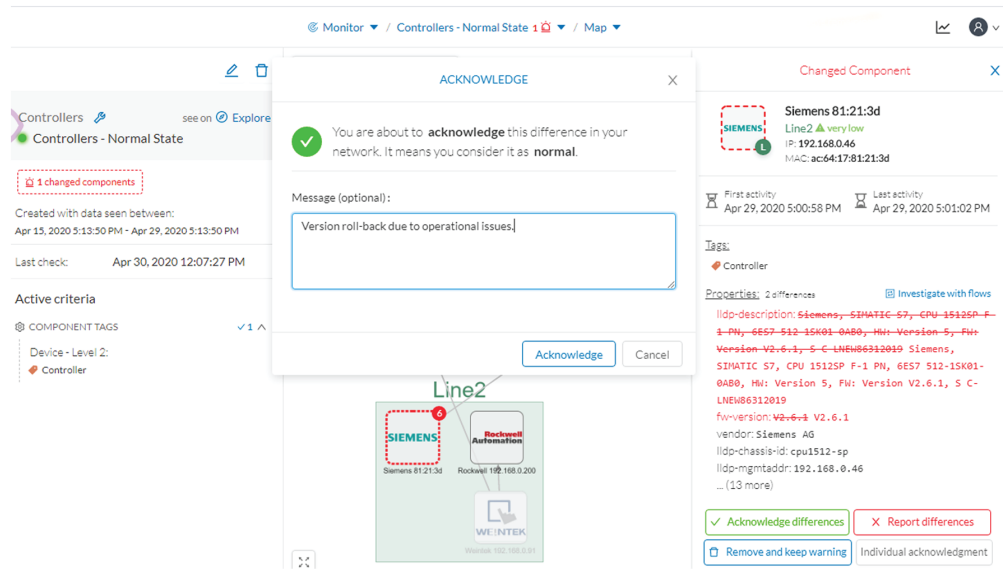 Monitor / Controllers - Normal State 1 / Map
Controllers see on Explore
Controllers - Normal State
1 changed components
Created with data seen between:
Apr 15, 2020 5:13:50 PM - Apr 29, 2020 5:13:50 PM
Last check: Apr 30, 2020 12:07:27 PM
Active criteria
COMPONENT TAGS 1
Device - Level 2:
Controller
ACKNOWLEDGE
You are about to acknowledge this difference in your
network. It means you consider it as normal.
Message (optional) :
Version roll-back due to operational issues.
Acknowledge Cancel
Line2
6
SIEMENS
Rockwell
Automation
Siemens 81:21:3d Rockwell 192.168.0.200
WEINTEK
Weintek 192.168.0.91
Changed Component
SIEMENS
L
Siemens 81:21:3d
Line2 very low
IP: 192.168.0.46
MAC: ac:64:17:81:21:3d
First activity
Apr 29, 2020 5:00:58 PM
Last activity
Apr 29, 2020 5:01:02 PM
Tags:
Controller
Properties: 2 differences Investigate with flows
lldp-description: Siemens, SIMATIC S7, CPU 1512SP F-
1 PN, 6ES7 512-1SK01-0AB0, HW: Version 5, FW:
Version V2.6.1, S C-LNEW86312019 Siemens,
SIMATIC S7, CPU 1512SP F-1 PN, 6ES7 512-1SK01-
0AB0, HW: Version 5, FW: Version V2.6.1, S C-
LNEW86312019
fw-version: V2.6.1 V2.6.1
vendor: Siemens AG
lldp-chassis-id: cpu1512-sp
lldp-mgmtaddr: 192.168.0.46
... (13 more)
Acknowledge differences Report differences
Remove and keep warning Individual acknowledgment